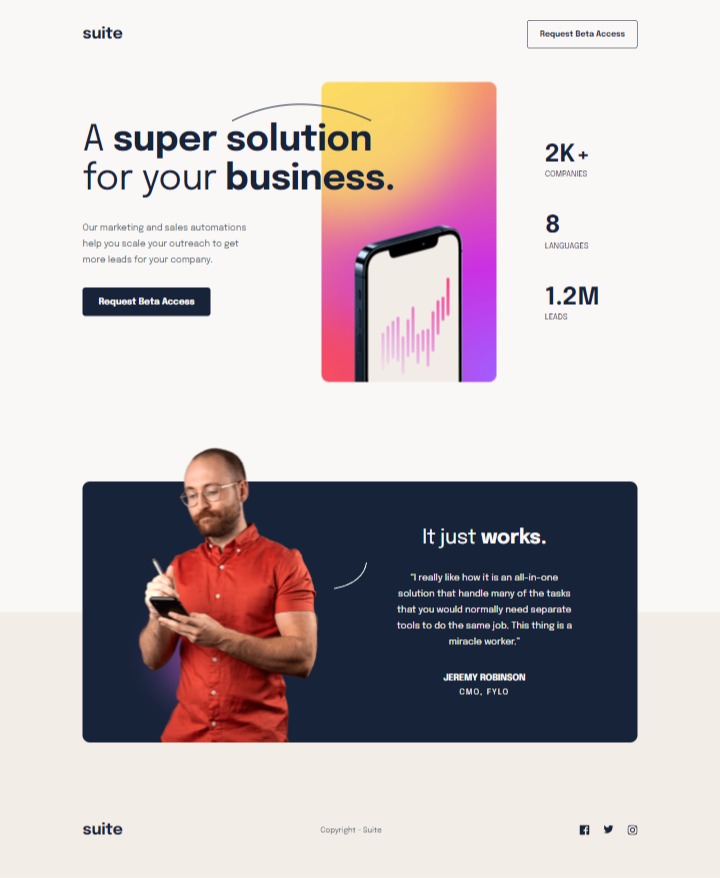 suite
Request Beta Access
A super solution
for your business.
Our marketing and sales automations
help you scale your outreach to get
more leads for your company.
Request Beta Access
2K+
COMPANIES
8
LANGUAGES
1.2M
LEADS
It just works.
“I really like how it is an all-in-one
solution that handle many of the tasks
that you would normally need separate
tools to do the same job. This thing is a
miracle worker.”
JEREMY ROBINSON
CMO, FYLO
suite
Copyright - Suite